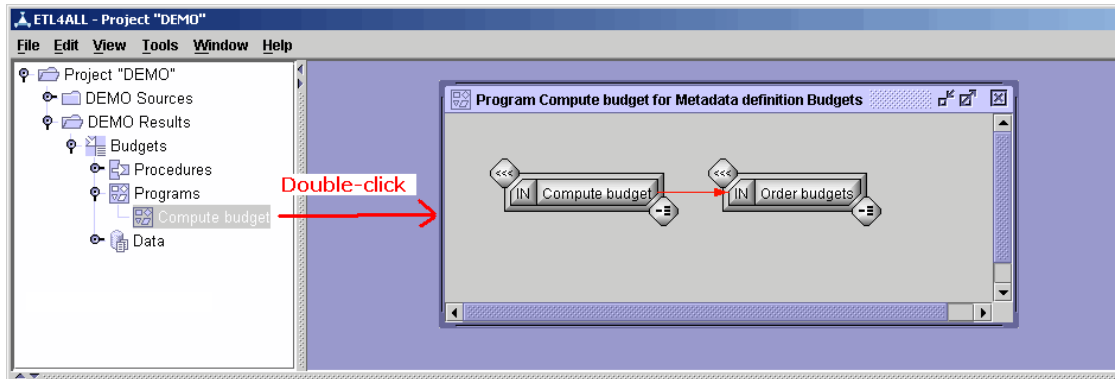 ETL4ALL - Project "DEMO"
File Edit View Tools Window Help
Project "DEMO"
DEMO Sources
DEMO Results
Budgets
Procedures
Programs
Compute budget
Data
Double-click
Program Compute budget for Metadata definition Budgets
<<<
IN Compute budget
<<<
IN Order budgets